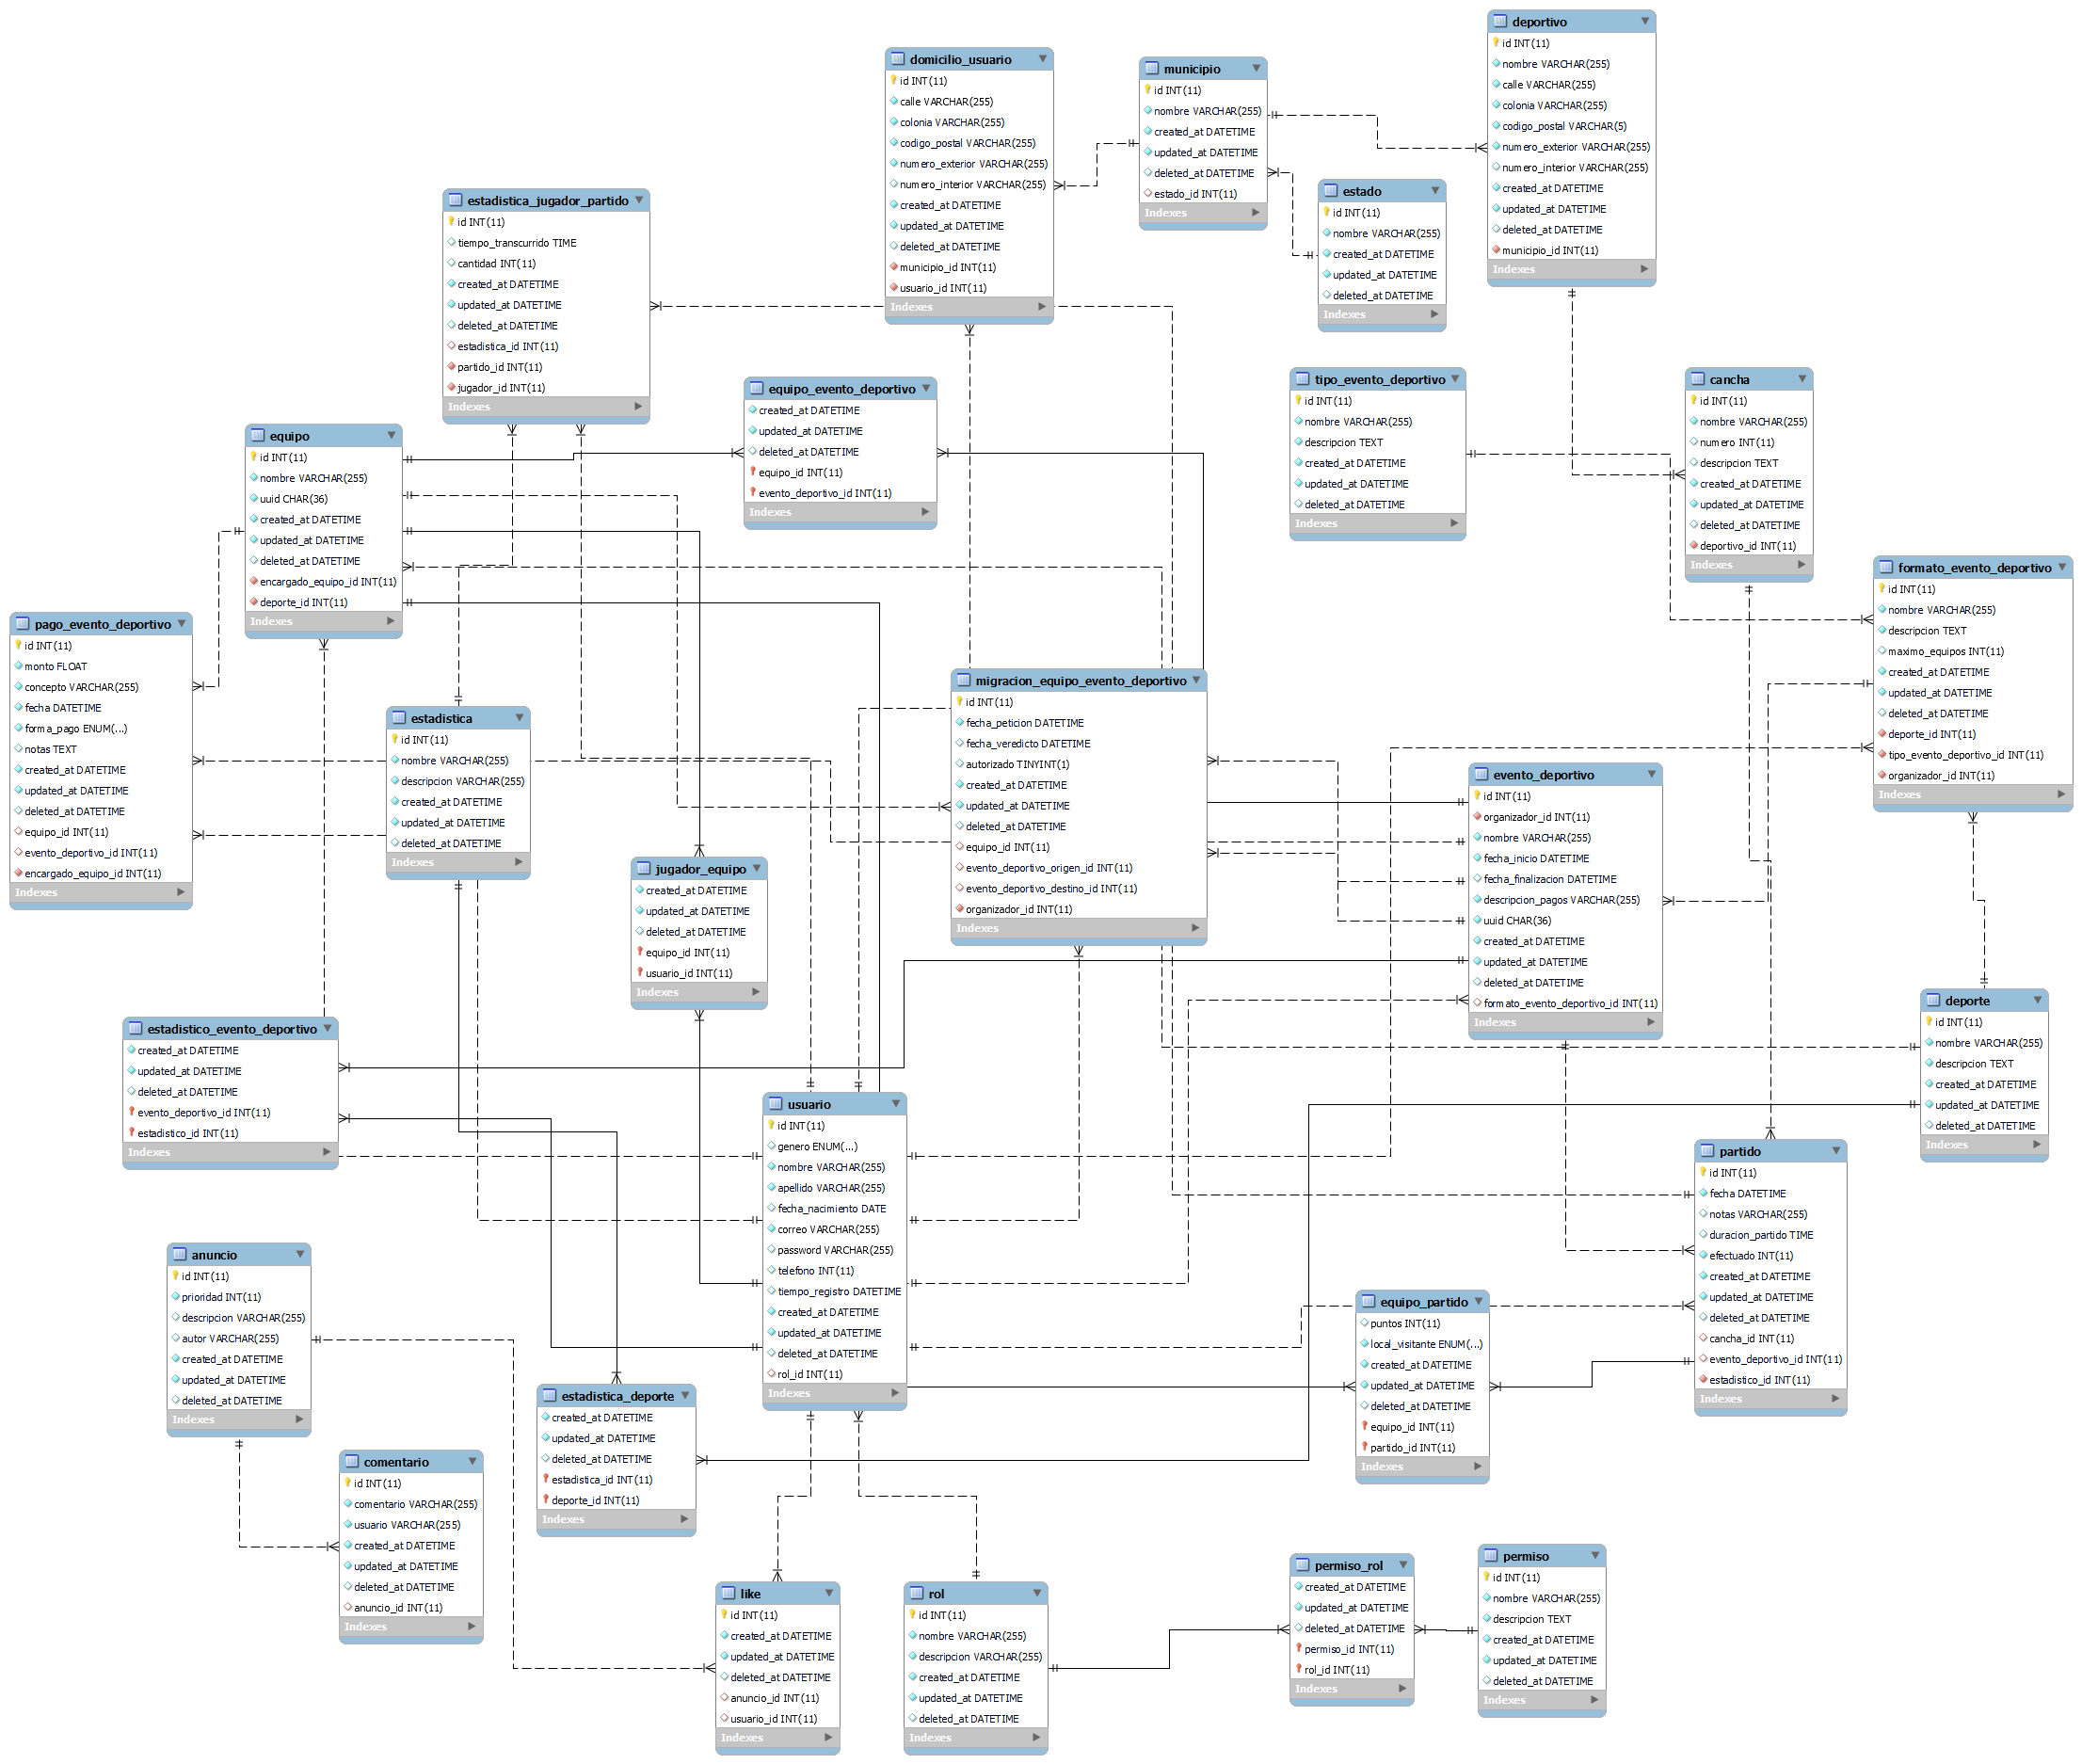 deportivo
id INT(11)
nombre VARCHAR(255)
calle VARCHAR(255)
colonia VARCHAR(255)
codigo_postal VARCHAR(5)
numero_exterior VARCHAR(255)
numero_interior VARCHAR(255)
created_at DATETIME
updated_at DATETIME
deleted_at DATETIME
municipio_id INT(11)
Indexes
domicilio_usuario
id INT(11)
calle VARCHAR(255)
colonia VARCHAR(255)
codigo_postal VARCHAR(255)
numero_exterior VARCHAR(255)
numero_interior VARCHAR(255)
created_at DATETIME
updated_at DATETIME
deleted_at DATETIME
municipio_id INT(11)
usuario_id INT(11)
Indexes
municipio
id INT(11)
nombre VARCHAR(255)
created_at DATETIME
updated_at DATETIME
deleted_at DATETIME
estado_id INT(11)
Indexes
estado
id INT(11)
nombre VARCHAR(255)
created_at DATETIME
updated_at DATETIME
deleted_at DATETIME
Indexes
estadistica_jugador_partido
id INT(11)
tiempo_transcurrido TIME
cantidad INT(11)
created_at DATETIME
updated_at DATETIME
deleted_at DATETIME
estadistica_id INT(11)
partido_id INT(11)
jugador_id INT(11)
Indexes
equipo_evento_deportivo
created_at DATETIME
updated_at DATETIME
deleted_at DATETIME
equipo_id INT(11)
evento_deportivo_id INT(11)
Indexes
tipo_evento_deportivo
id INT(11)
nombre VARCHAR(255)
descripcion TEXT
created_at DATETIME
updated_at DATETIME
deleted_at DATETIME
Indexes
cancha
id INT(11)
nombre VARCHAR(255)
numero INT(11)
descripcion TEXT
created_at DATETIME
updated_at DATETIME
deleted_at DATETIME
deportivo_id INT(11)
Indexes
equipo
id INT(11)
nombre VARCHAR(255)
uuid CHAR(36)
created_at DATETIME
updated_at DATETIME
deleted_at DATETIME
encargado_equipo_id INT(11)
deporte_id INT(11)
Indexes
formato_evento_deportivo
id INT(11)
nombre VARCHAR(255)
descripcion TEXT
maximo_equipos INT(11)
created_at DATETIME
updated_at DATETIME
deleted_at DATETIME
deporte_id INT(11)
tipo_evento_deportivo_id INT(11)
organizador_id INT(11)
Indexes
pago_evento_deportivo
id INT(11)
monto FLOAT
concepto VARCHAR(255)
fecha DATETIME
forma_pago ENUM(...)
notas TEXT
created_at DATETIME
updated_at DATETIME
deleted_at DATETIME
equipo_id INT(11)
evento_deportivo_id INT(11)
encargado_equipo_id INT(11)
Indexes
migracion_equipo_evento_deportivo
id INT(11)
fecha_peticion DATETIME
fecha_veredicto DATETIME
autorizado TINYINT(1)
created_at DATETIME
updated_at DATETIME
deleted_at DATETIME
equipo_id INT(11)
evento_deportivo_origen_id INT(11)
evento_deportivo_destino_id INT(11)
organizador_id INT(11)
Indexes
estadistica
id INT(11)
nombre VARCHAR(255)
descripcion VARCHAR(255)
created_at DATETIME
updated_at DATETIME
deleted_at DATETIME
Indexes
evento_deportivo
id INT(11)
organizador_id INT(11)
nombre VARCHAR(255)
fecha_inicio DATETIME
fecha_finalizacion DATETIME
descripcion_pagos VARCHAR(255)
uuid CHAR(36)
created_at DATETIME
updated_at DATETIME
deleted_at DATETIME
formato_evento_deportivo_id INT(11)
Indexes
jugador_equipo
created_at DATETIME
updated_at DATETIME
deleted_at DATETIME
equipo_id INT(11)
usuario_id INT(11)
Indexes
deporte
id INT(11)
nombre VARCHAR(255)
descripcion TEXT
created_at DATETIME
updated_at DATETIME
deleted_at DATETIME
Indexes
estadistico_evento_deportivo
created_at DATETIME
updated_at DATETIME
deleted_at DATETIME
evento_deportivo_id INT(11)
estadistico_id INT(11)
Indexes
usuario
id INT(11)
genero ENUM(...)
nombre VARCHAR(255)
apellido VARCHAR(255)
fecha_nacimiento DATE
correo VARCHAR(255)
password VARCHAR(255)
telefono INT(11)
tiempo_registro DATETIME
created_at DATETIME
updated_at DATETIME
deleted_at DATETIME
rol_id INT(11)
Indexes
partido
id INT(11)
fecha DATETIME
notas VARCHAR(255)
duracion_partido TIME
efectuado INT(11)
created_at DATETIME
updated_at DATETIME
deleted_at DATETIME
cancha_id INT(11)
evento_deportivo_id INT(11)
estadistico_id INT(11)
Indexes
anuncio
id INT(11)
prioridad INT(11)
descripcion VARCHAR(255)
autor VARCHAR(255)
created_at DATETIME
updated_at DATETIME
deleted_at DATETIME
Indexes
equipo_partido
puntos INT(11)
local_visitante ENUM(...)
created_at DATETIME
updated_at DATETIME
deleted_at DATETIME
equipo_id INT(11)
partido_id INT(11)
Indexes
estadistica_deporte
created_at DATETIME
updated_at DATETIME
deleted_at DATETIME
estadistica_id INT(11)
deporte_id INT(11)
Indexes
comentario
id INT(11)
comentario VARCHAR(255)
usuario VARCHAR(255)
created_at DATETIME
updated_at DATETIME
deleted_at DATETIME
anuncio_id INT(11)
Indexes
like
id INT(11)
created_at DATETIME
updated_at DATETIME
deleted_at DATETIME
anuncio_id INT(11)
usuario_id INT(11)
Indexes
rol
id INT(11)
nombre VARCHAR(255)
descripcion VARCHAR(255)
created_at DATETIME
updated_at DATETIME
deleted_at DATETIME
Indexes
permiso_rol
created_at DATETIME
updated_at DATETIME
deleted_at DATETIME
permiso_id INT(11)
rol_id INT(11)
Indexes
permiso
id INT(11)
nombre VARCHAR(255)
descripcion TEXT
created_at DATETIME
updated_at DATETIME
deleted_at DATETIME
Indexes